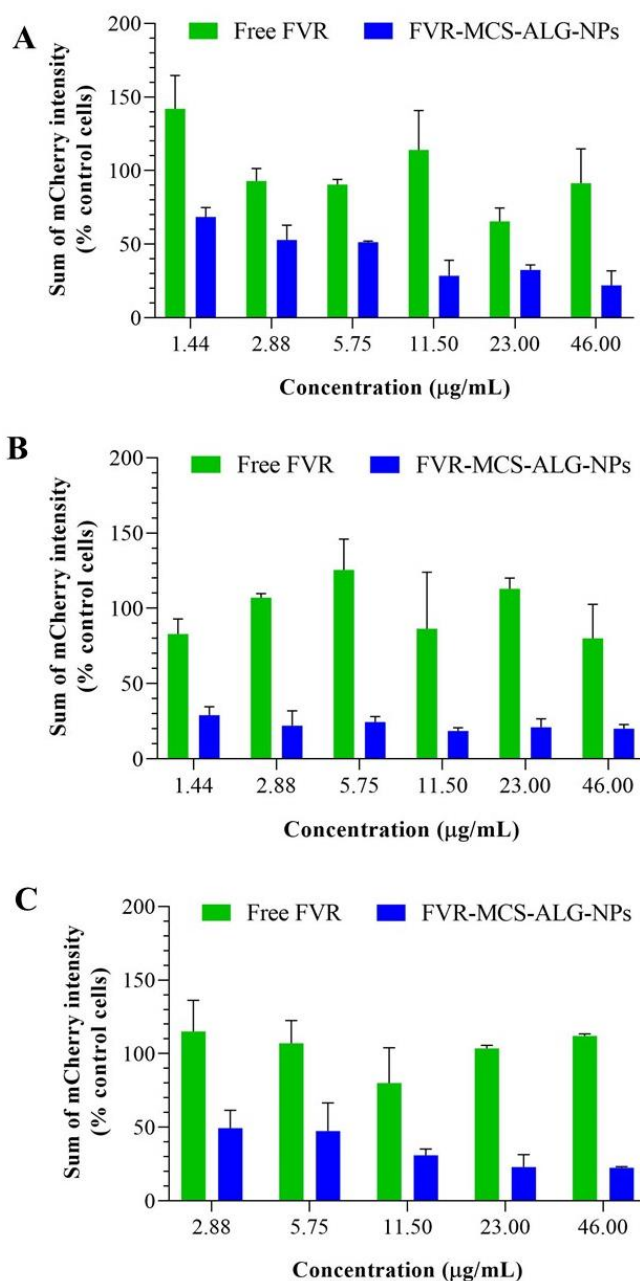 A
Free FVR
FVR-MCS-ALG-NPs
Sum of mCherry intensity
(% control cells)
200
150
100
50
0
1.44 2.88 5.75 11.50 23.00 46.00
Concentration (μg/mL)
B
Free FVR
FVR-MCS-ALG-NPs
Sum of mCherry intensity
(% control cells)
200
150
100
50
0
1.44 2.88 5.75 11.50 23.00 46.00
Concentration (μg/mL)
C
Free FVR
FVR-MCS-ALG-NPs
Sum of mCherry intensity
(% control cells)
200
150
100
50
0
2.88 5.75 11.50 23.00 46.00
Concentration (μg/mL)